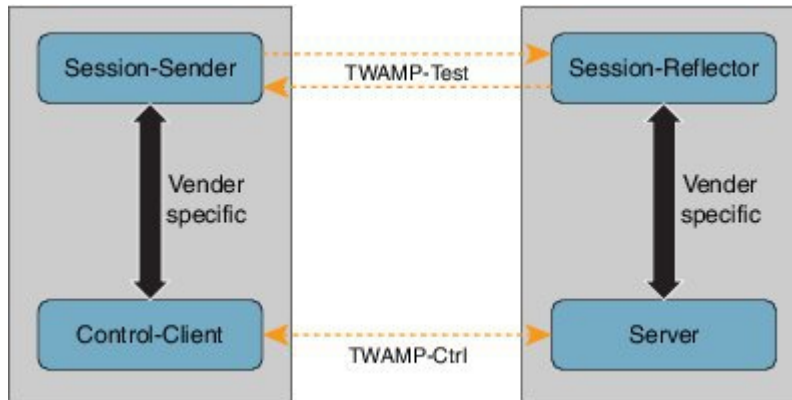 Session-Sender
TWAMP-Test
Session-Reflector
Vender
specific
Vender
specific
Control-Client
TWAMP-Ctrl
Server